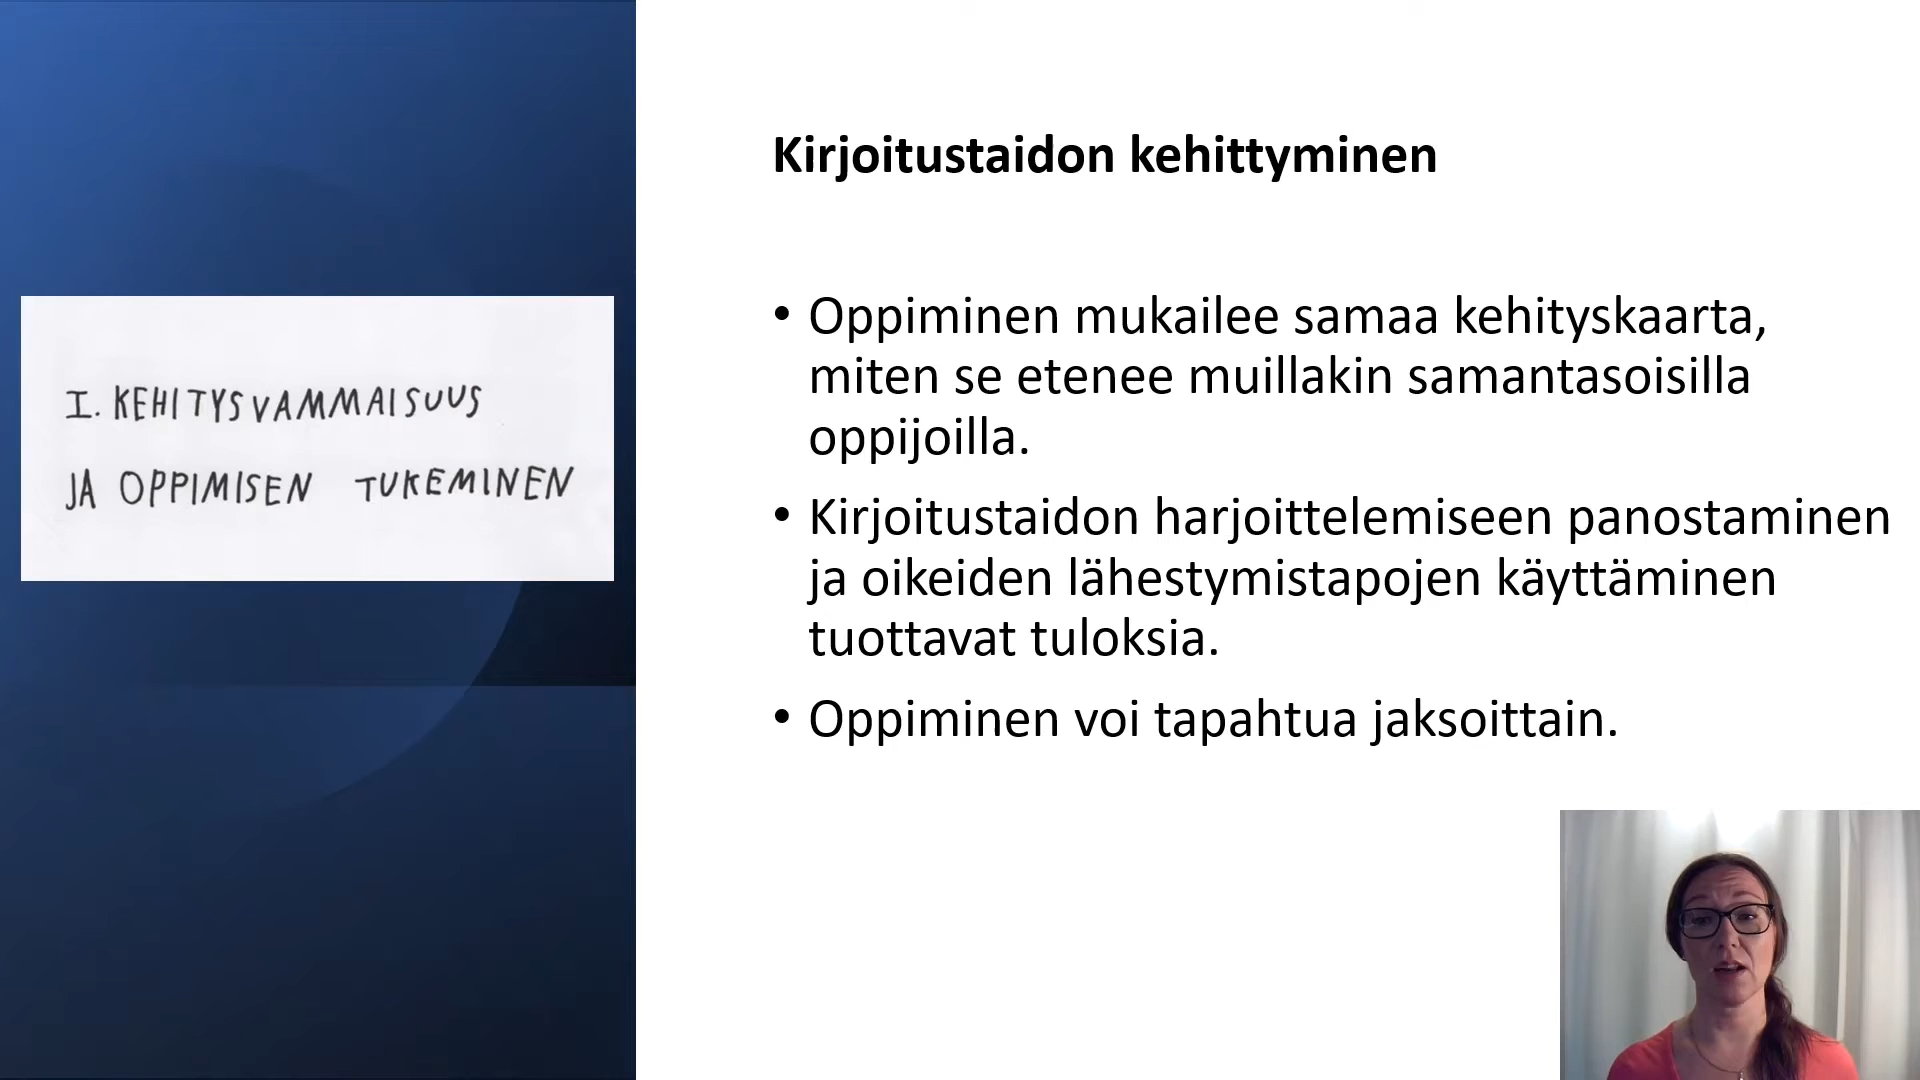 I. KEHITYSVAMMAISUUS
JA OPPIMISEN TUKEMINEN
Kirjoitustaidon kehittyminen
• Oppiminen mukailee samaa kehityskaarta,
miten se etenee muillakin samantasoisilla
oppijoilla.
• Kirjoitustaidon harjoittelemiseen panostaminen
ja oikeiden lähestymistapojen käyttäminen
tuottavat tuloksia.
• Oppiminen voi tapahtua jaksoittain.